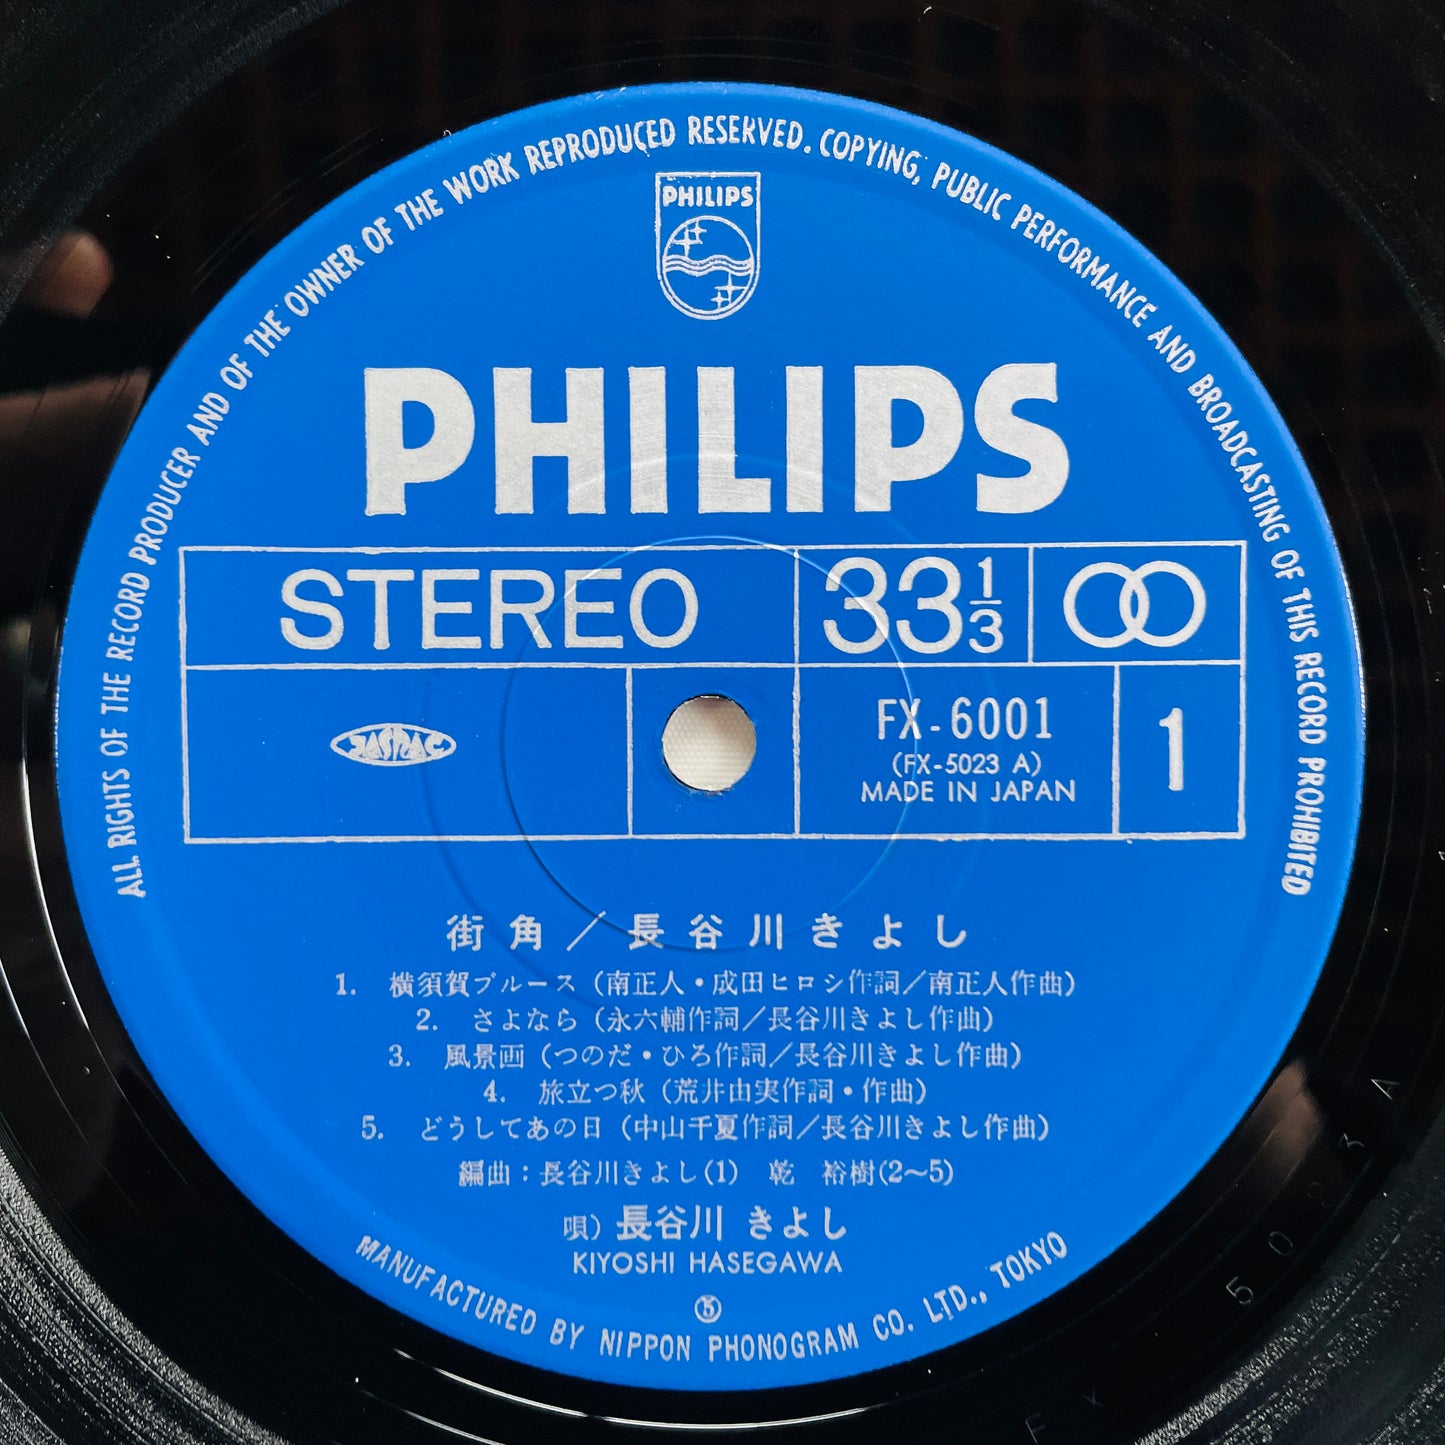 ALL RIGHTS OF THE RECORD PRODUCER AND OF THE OWNER OF THE WORK REPRODUCED RESERVED. COPYING, PUBLIC PERFORMANCE AND BROADCASTING OF THIS RECORD PROHIBITED
PHILIPS
PHILIPS
STEREO 33 1/3
JASRAC FX-6001 1
(FX-5023 A)
MADE IN JAPAN
街角／長谷川きよし
1. 横須賀ブルース（南正人・成田ヒロシ作詞／南正人作曲）
2. さよなら（永六輔作詞／長谷川きよし作曲）
3. 風景画（つのだ・ひろ作詞／長谷川きよし作曲）
4. 旅立つ秋（荒井由実作詞・作曲）
5. どうしてあの日（中山千夏作詞／長谷川きよし作曲）
編曲：長谷川きよし(1) 乾 裕樹(2〜5)
唄）長谷川 きよし
KIYOSHI HASEGAWA
⑤
MANUFACTURED BY NIPPON PHONOGRAM CO. LTD., TOKYO